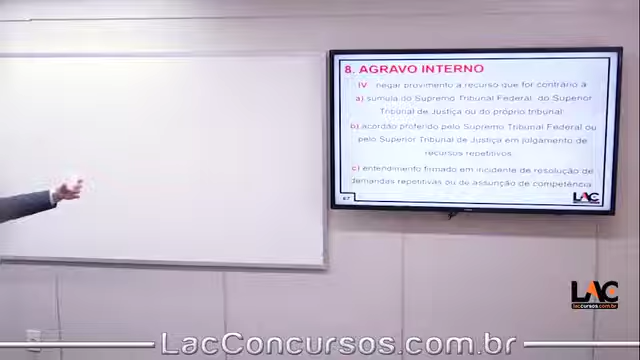 8. AGRAVO INTERNO
IV negar provimento a recurso que for contrário a
a) súmula do Supremo Tribunal Federal, do Superior
Tribunal de Justiça ou do próprio tribunal
b) acórdão proferido pelo Supremo Tribunal Federal ou
pelo Superior Tribunal de Justiça em julgamento de
recursos repetitivos
c) entendimento firmado em incidente de resolução de
demandas repetitivas ou de assunção de competência
67
LAC
LAC
lacconcursos.com.br
LacConcursos.com.br